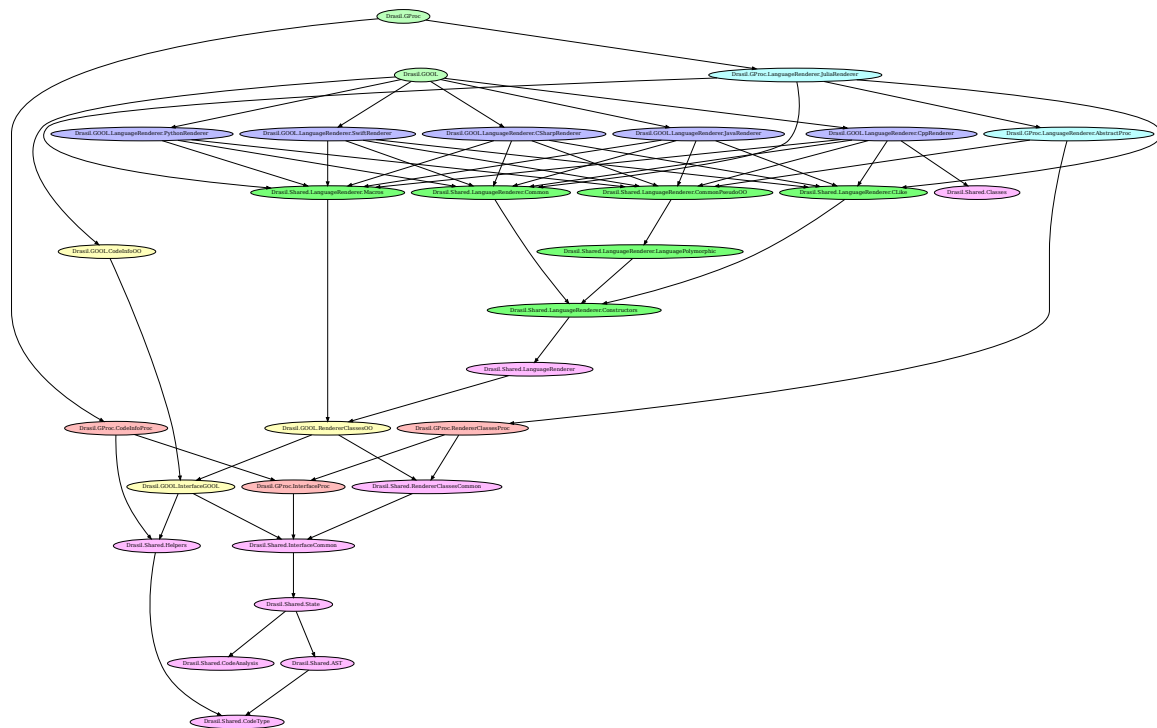 Drasil.GProc
Drasil.GOOL
Drasil.GProc.LanguageRenderer.JuliaRenderer
Drasil.GOOL.LanguageRenderer.PythonRenderer
Drasil.GOOL.LanguageRenderer.SwiftRenderer
Drasil.GOOL.LanguageRenderer.CSharpRenderer
Drasil.GOOL.LanguageRenderer.JavaRenderer
Drasil.GOOL.LanguageRenderer.CppRenderer
Drasil.GProc.LanguageRenderer.AbstractProc
Drasil.Shared.LanguageRenderer.Macros
Drasil.Shared.LanguageRenderer.Common
Drasil.Shared.LanguageRenderer.CommonPseudoOO
Drasil.Shared.LanguageRenderer.CLike
Drasil.Shared.Classes
Drasil.GOOL.CodeInfoOO
Drasil.Shared.LanguageRenderer.LanguagePolymorphic
Drasil.Shared.LanguageRenderer.Constructors
Drasil.Shared.LanguageRenderer
Drasil.GProc.CodeInfoProc
Drasil.GOOL.RendererClassesOO
Drasil.GProc.RendererClassesProc
Drasil.GOOL.InterfaceGOOL
Drasil.GProc.InterfaceProc
Drasil.Shared.RendererClassesCommon
Drasil.Shared.Helpers
Drasil.Shared.InterfaceCommon
Drasil.Shared.State
Drasil.Shared.CodeAnalysis
Drasil.Shared.AST
Drasil.Shared.CodeType